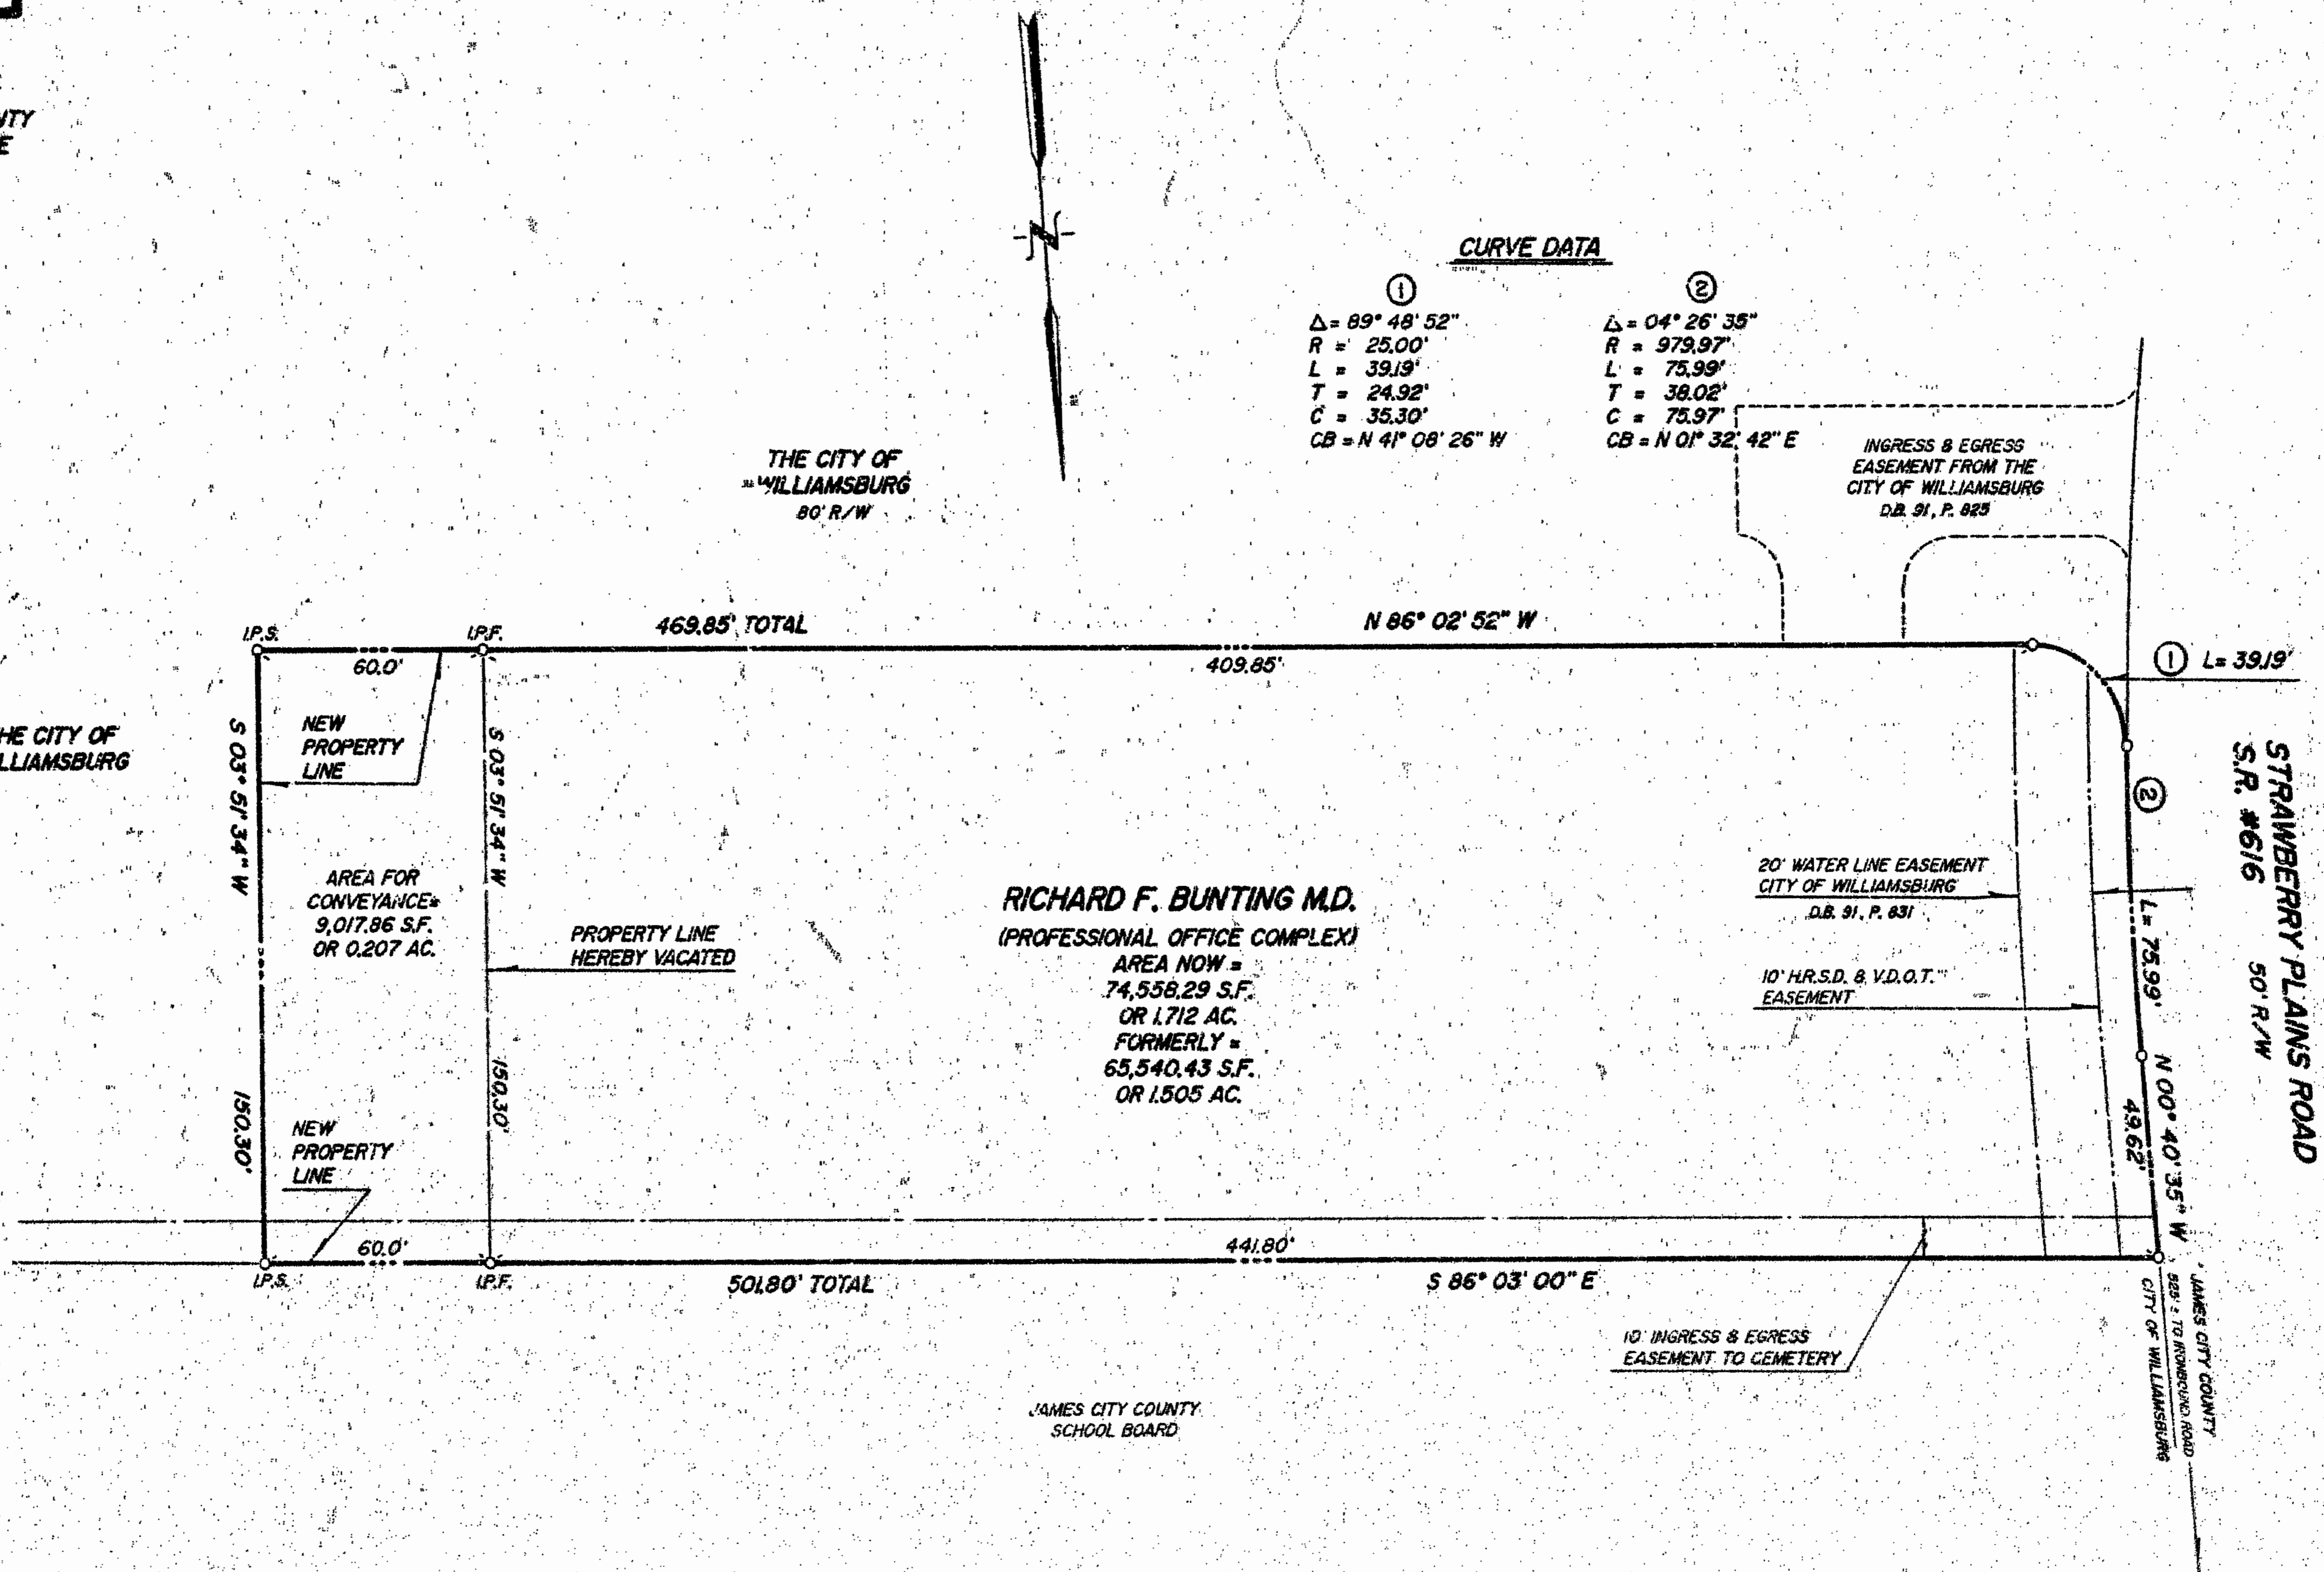 CURVE DATA
1
Δ = 89° 48' 52"
R = 25.00'
L = 39.19'
T = 24.92'
C = 35.30'
CB = N 41° 08' 26" W
2
Δ = 04° 26' 35"
R = 979.97'
L = 75.99'
T = 38.02'
C = 75.97'
CB = N 01° 32' 42" E
N
THE CITY OF
WILLIAMSBURG
80' R/W
INGRESS & EGRESS
EASEMENT FROM THE
CITY OF WILLIAMSBURG
D.B. 91, P. 825
I.P.S.
I.P.F.
469.85' TOTAL
N 86° 02' 52" W
60.0'
409.85'
1 L= 39.19'
CITY OF
S 03° 51' 34" W
150.30'
NEW
PROPERTY
LINE
S 03° 51' 34" W
150.30'
AREA FOR
CONVEYANCE=
9,017.86 S.F.
OR 0.207 AC.
PROPERTY LINE
HEREBY VACATED
RICHARD F. BUNTING M.D.
(PROFESSIONAL OFFICE COMPLEX)
AREA NOW =
74,558.29 S.F.
OR 1.712 AC.
FORMERLY =
65,540.43 S.F.
OR 1.505 AC.
20' WATER LINE EASEMENT
CITY OF WILLIAMSBURG
D.B. 91, P. 831
10' H.R.S.D. & V.D.O.T.
EASEMENT
2
L= 75.99'
N 00° 40' 35" W
49.62'
STRAWBERRY PLAINS ROAD
S.R. #616
50' R/W
NEW
PROPERTY
LINE
60.0'
441.80'
I.P.S.
I.P.F.
501.80' TOTAL
S 86° 03' 00" E
10' INGRESS & EGRESS
EASEMENT TO CEMETERY
JAMES CITY COUNTY
SCHOOL BOARD
JAMES CITY COUNTY
525' ± TO IRONBOUND ROAD
CITY OF WILLIAMSBURG